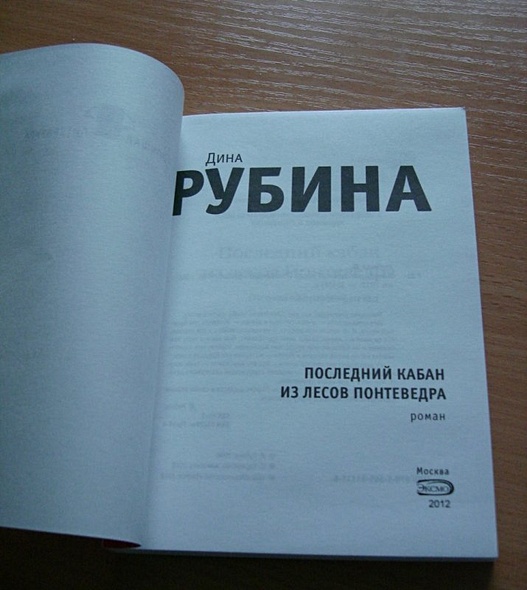 Дина
РУБИНА
ПОСЛЕДНИЙ КАБАН
ИЗ ЛЕСОВ ПОНТЕВЕДРА
роман
Москва
ЭКСМО
2012